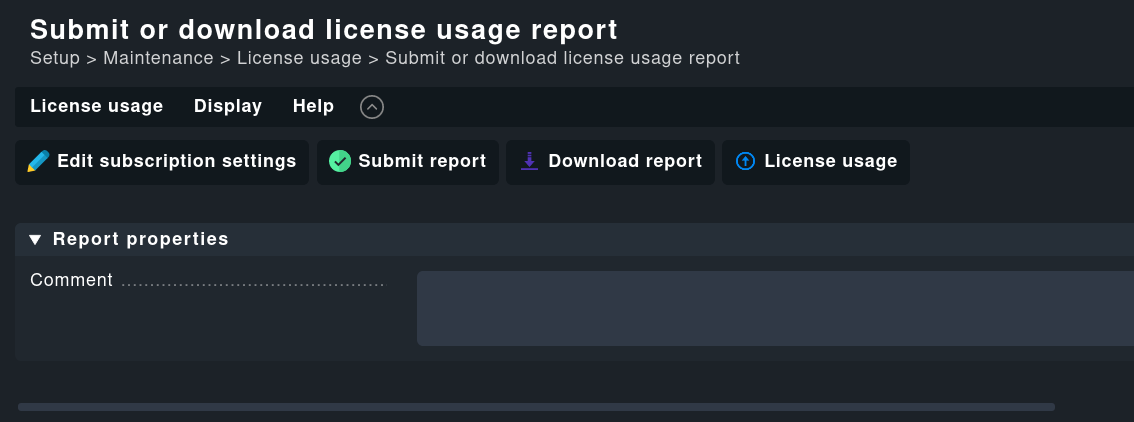 Submit or download license usage report
Setup > Maintenance > License usage > Submit or download license usage report
License usage Display Help
Edit subscription settings Submit report Download report License usage
Report properties
Comment